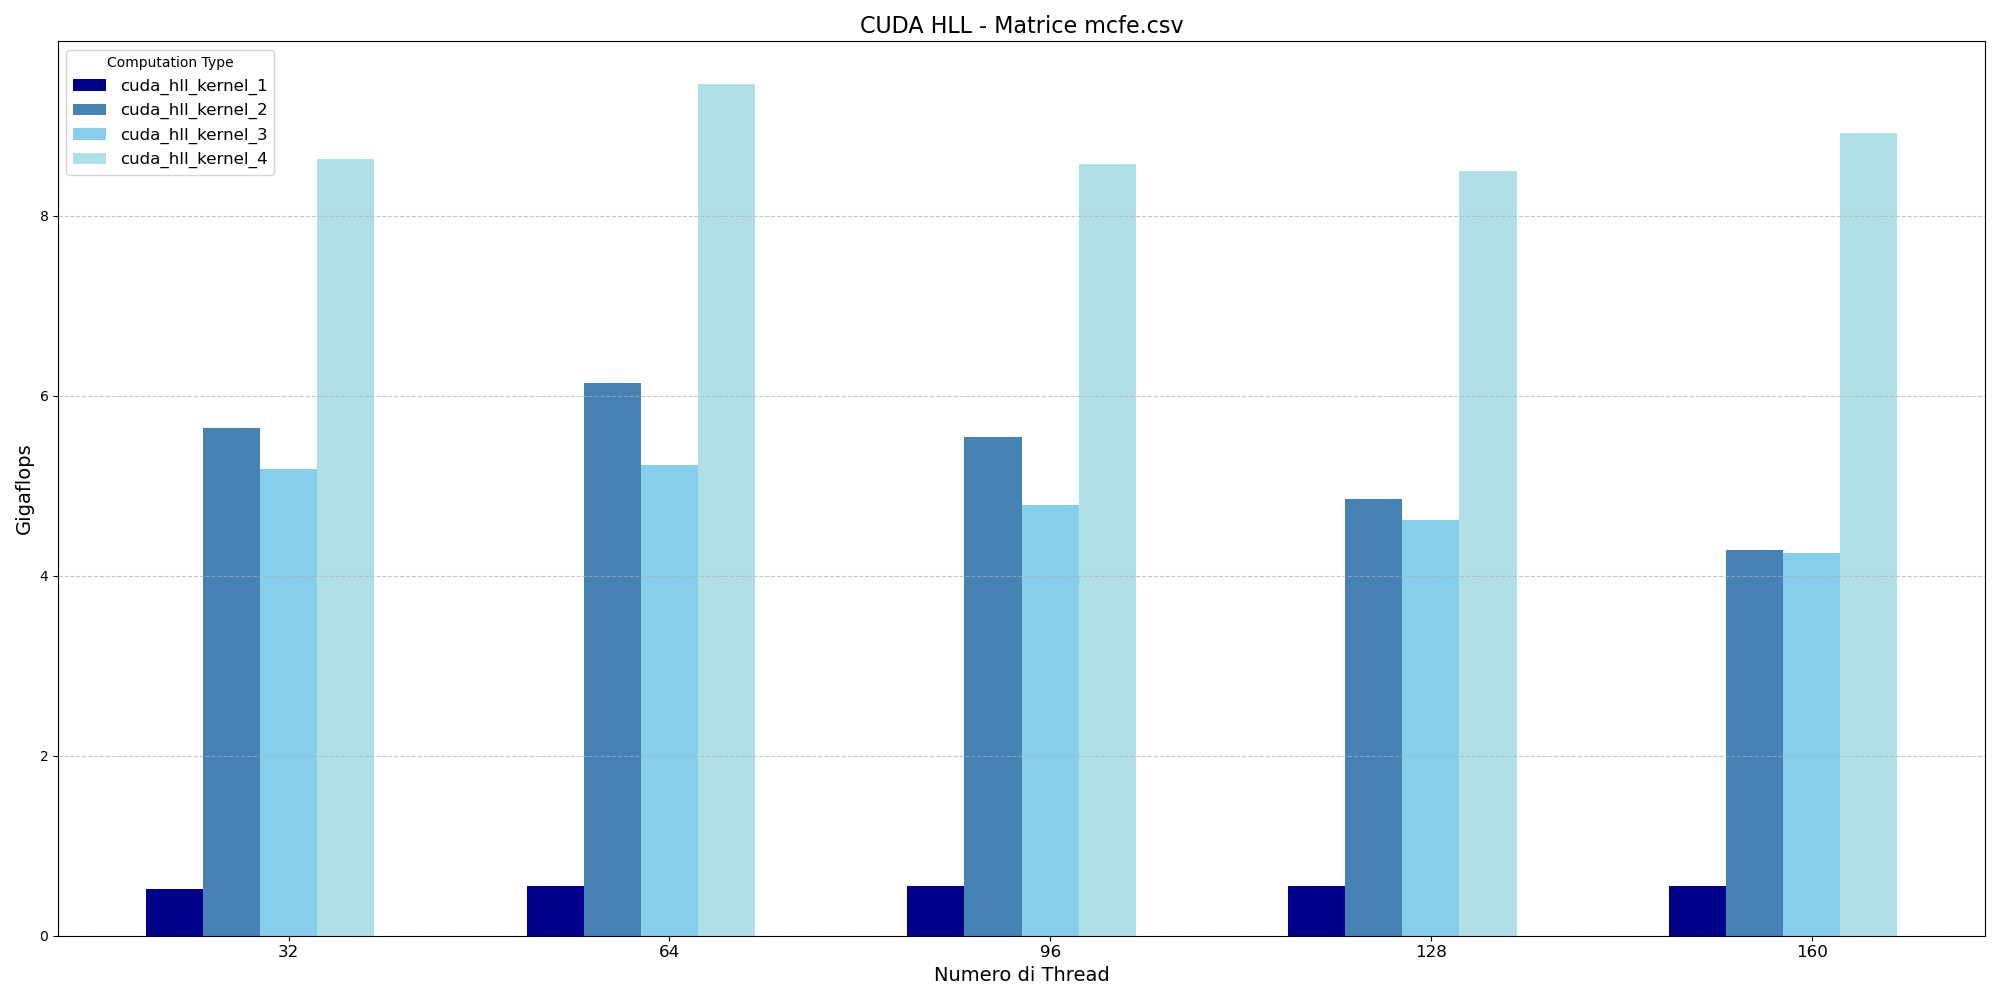 CUDA HLL - Matrice mcfe.csv
Computation Type
cuda_hll_kernel_1
cuda_hll_kernel_2
cuda_hll_kernel_3
cuda_hll_kernel_4
Gigaflops
8
6
4
2
0
32 64 96 128 160
Numero di Thread